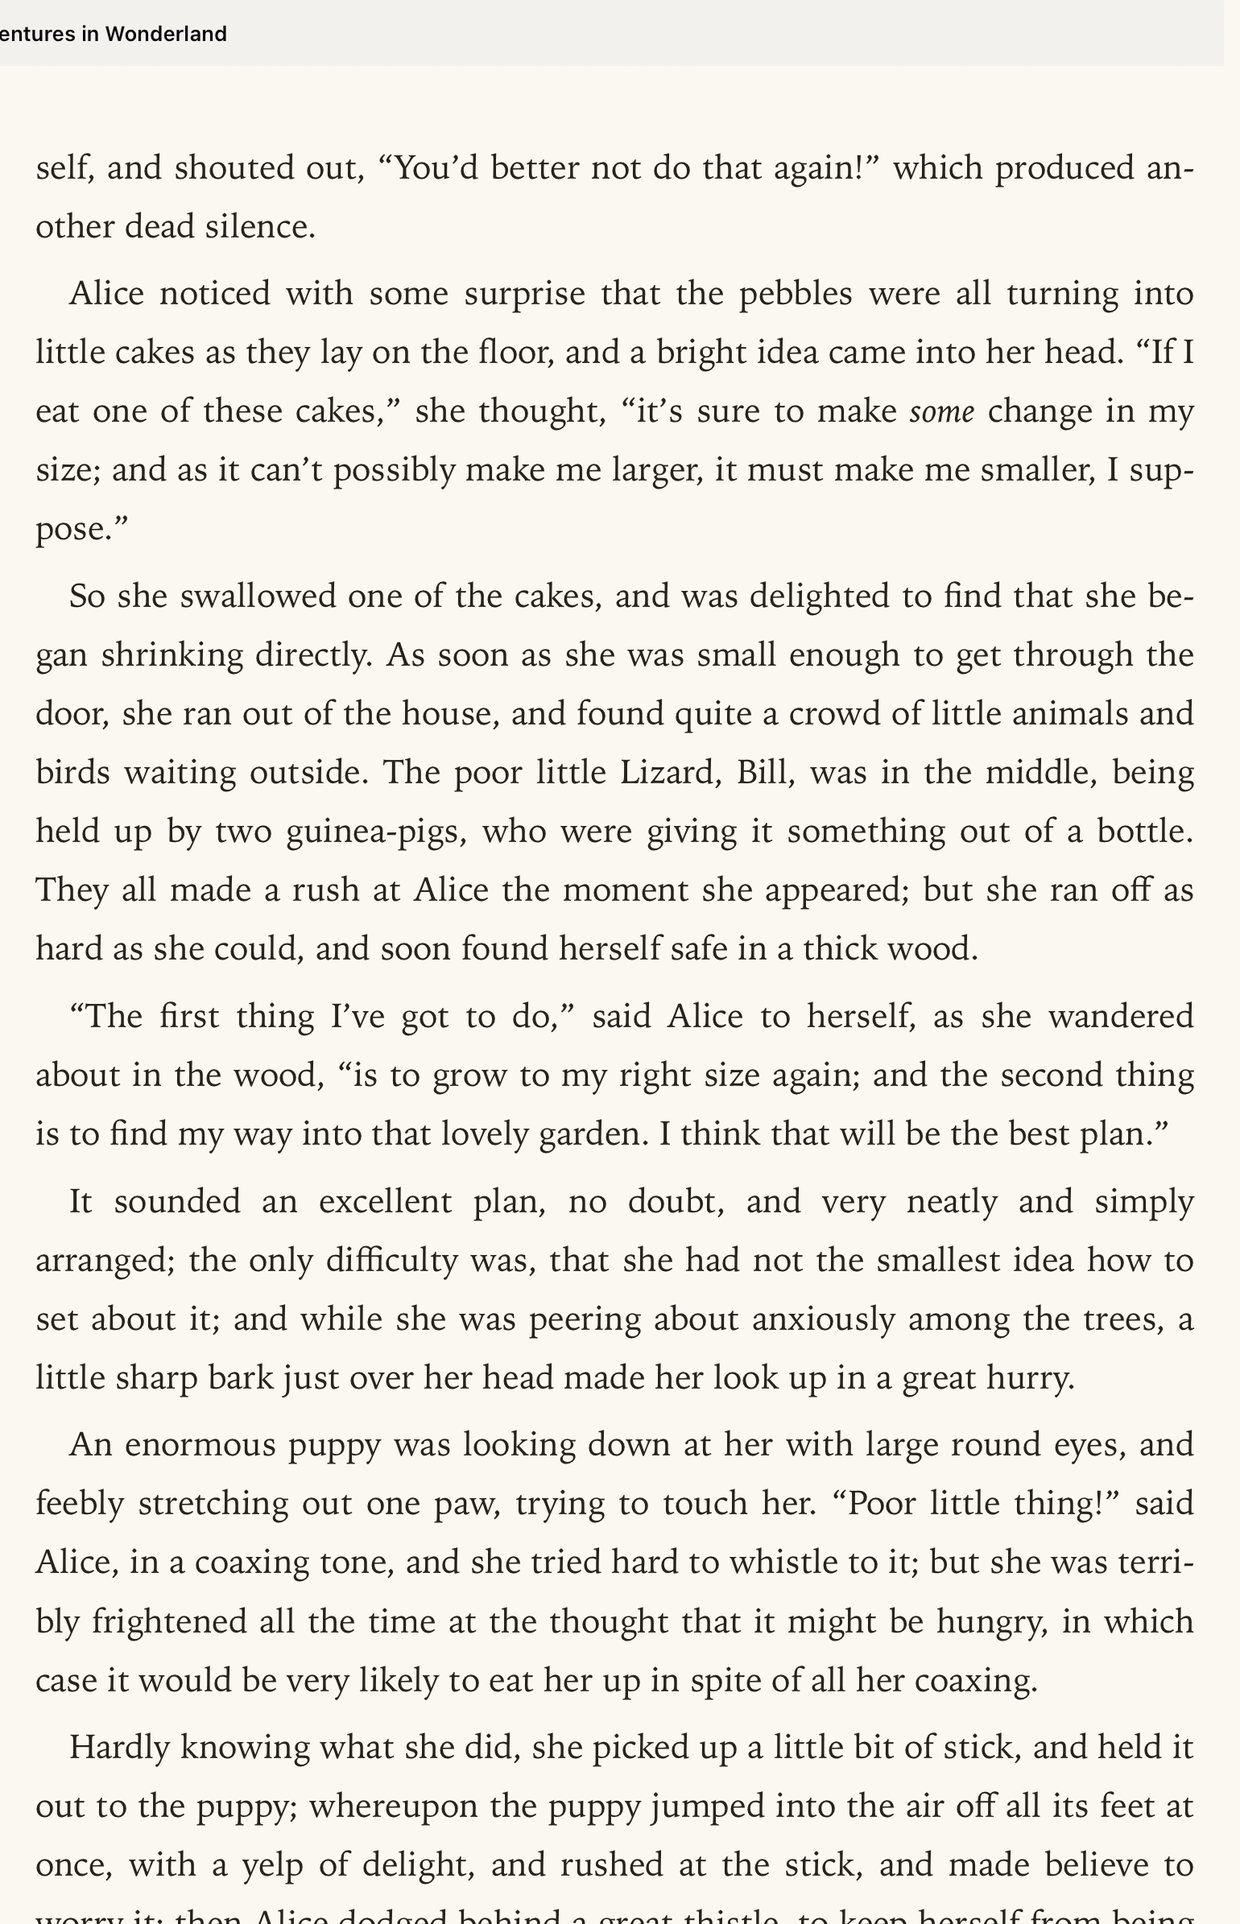 entures in Wonderland
self, and shouted out, “You’d better not do that again!” which produced an-
other dead silence.
Alice noticed with some surprise that the pebbles were all turning into
little cakes as they lay on the floor, and a bright idea came into her head. “If I
eat one of these cakes,” she thought, “it’s sure to make some change in my
size; and as it can’t possibly make me larger, it must make me smaller, I sup-
pose.”
So she swallowed one of the cakes, and was delighted to find that she be-
gan shrinking directly. As soon as she was small enough to get through the
door, she ran out of the house, and found quite a crowd of little animals and
birds waiting outside. The poor little Lizard, Bill, was in the middle, being
held up by two guinea-pigs, who were giving it something out of a bottle.
They all made a rush at Alice the moment she appeared; but she ran off as
hard as she could, and soon found herself safe in a thick wood.
“The first thing I’ve got to do,” said Alice to herself, as she wandered
about in the wood, “is to grow to my right size again; and the second thing
is to find my way into that lovely garden. I think that will be the best plan.”
It sounded an excellent plan, no doubt, and very neatly and simply
arranged; the only difficulty was, that she had not the smallest idea how to
set about it; and while she was peering about anxiously among the trees, a
little sharp bark just over her head made her look up in a great hurry.
An enormous puppy was looking down at her with large round eyes, and
feebly stretching out one paw, trying to touch her. “Poor little thing!” said
Alice, in a coaxing tone, and she tried hard to whistle to it; but she was terri-
bly frightened all the time at the thought that it might be hungry, in which
case it would be very likely to eat her up in spite of all her coaxing.
Hardly knowing what she did, she picked up a little bit of stick, and held it
out to the puppy; whereupon the puppy jumped into the air off all its feet at
once, with a yelp of delight, and rushed at the stick, and made believe to
worry it; then Alice dodged behind a great thistle, to keep herself from being